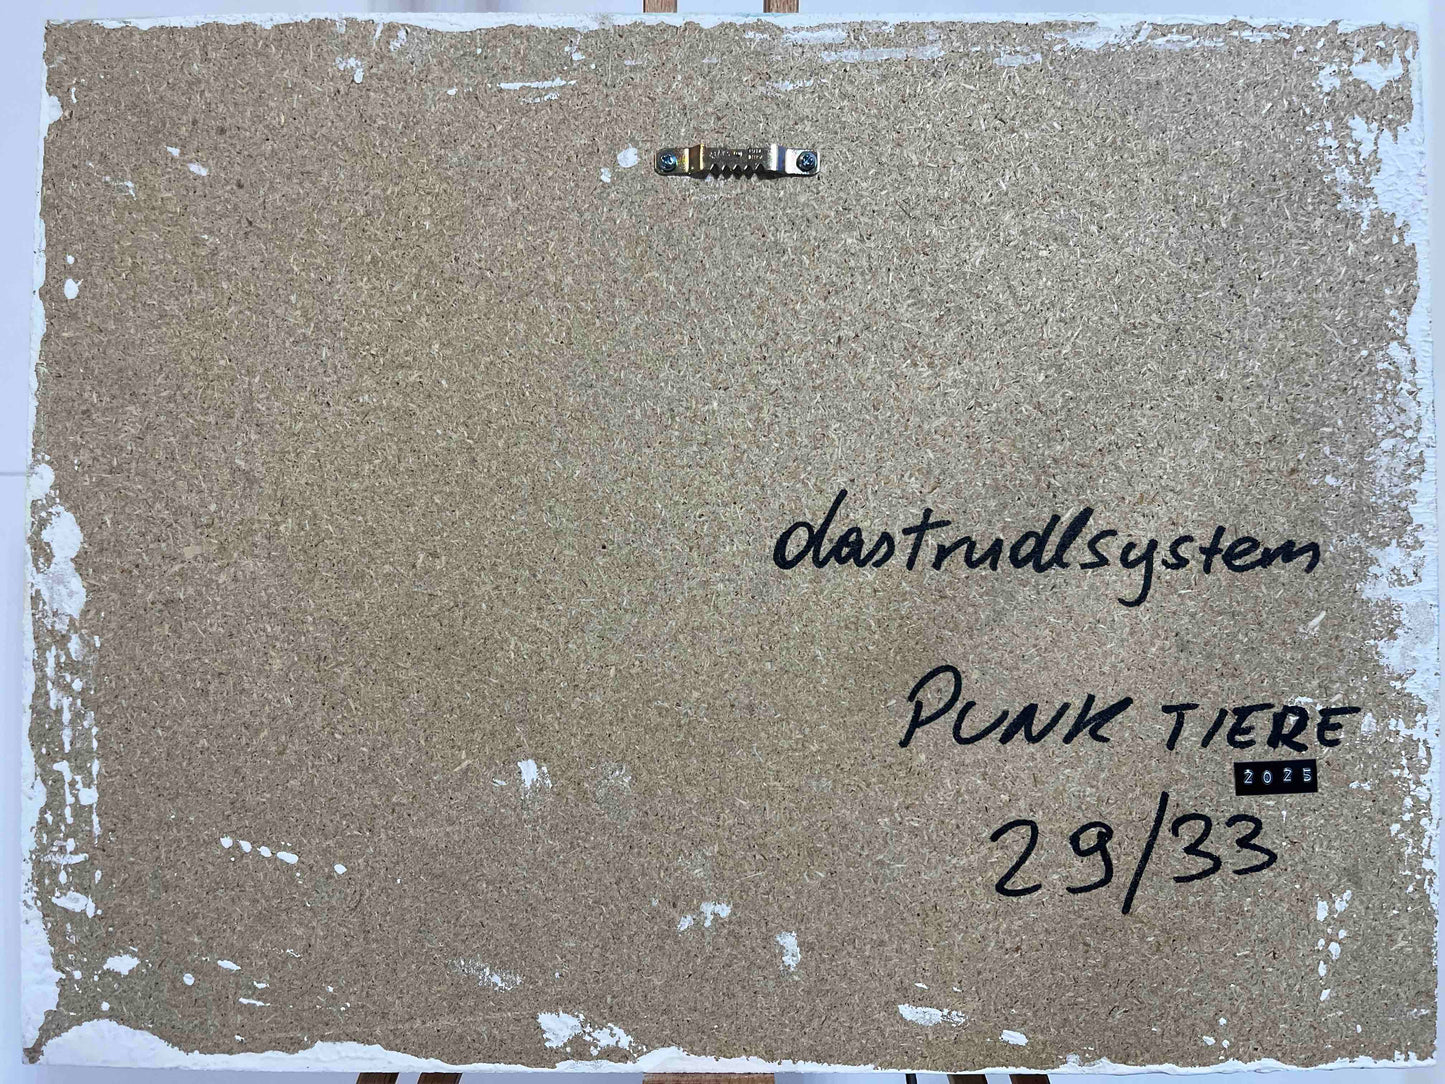 dastrudlsystem
PUNK TIERE
2025
29/33